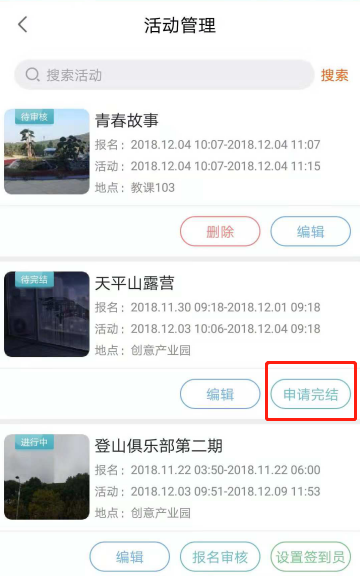 活动管理
搜索活动 搜索
待审核
青春故事
报名：2018.12.04 10:07-2018.12.04 11:07
活动：2018.12.04 10:07-2018.12.04 11:15
地点：教课103
删除 编辑
待完结
天平山露营
报名：2018.11.30 09:18-2018.12.01 09:18
活动：2018.12.03 10:06-2018.12.04 09:18
地点：创意产业园
编辑 申请完结
进行中
登山俱乐部第二期
报名：2018.11.22 03:50-2018.11.22 06:00
活动：2018.12.03 09:51-2018.12.09 11:53
地点：创意产业园
编辑 报名审核 设置签到员